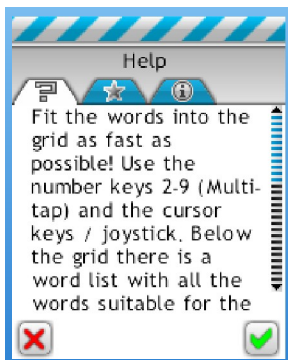 Help
Fit the words into the
grid as fast as
possible! Use the
number keys 2-9 (Multi-
tap) and the cursor
keys / joystick. Below
the grid there is a
word list with all the
words suitable for the